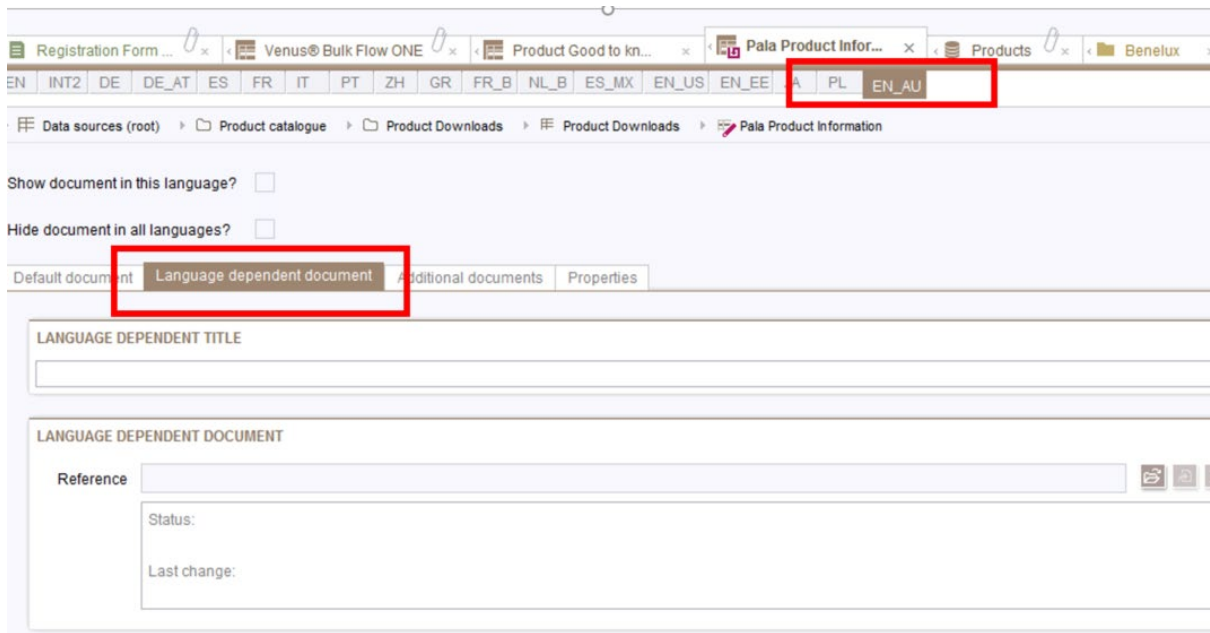 Registration Form ... Venus® Bulk Flow ONE Product Good to kn... Pala Product Infor... Products Benelux
EN INT2 DE DE_AT ES FR IT PT ZH GR FR_B NL_B ES_MX EN_US EN_EE PL EN_AU
Data sources (root) Product catalogue Product Downloads Product Downloads Pala Product Information
Show document in this language?
Hide document in all languages?
Default document Language dependent document Additional documents Properties
LANGUAGE DEPENDENT TITLE
LANGUAGE DEPENDENT DOCUMENT
Reference
Status:
Last change: